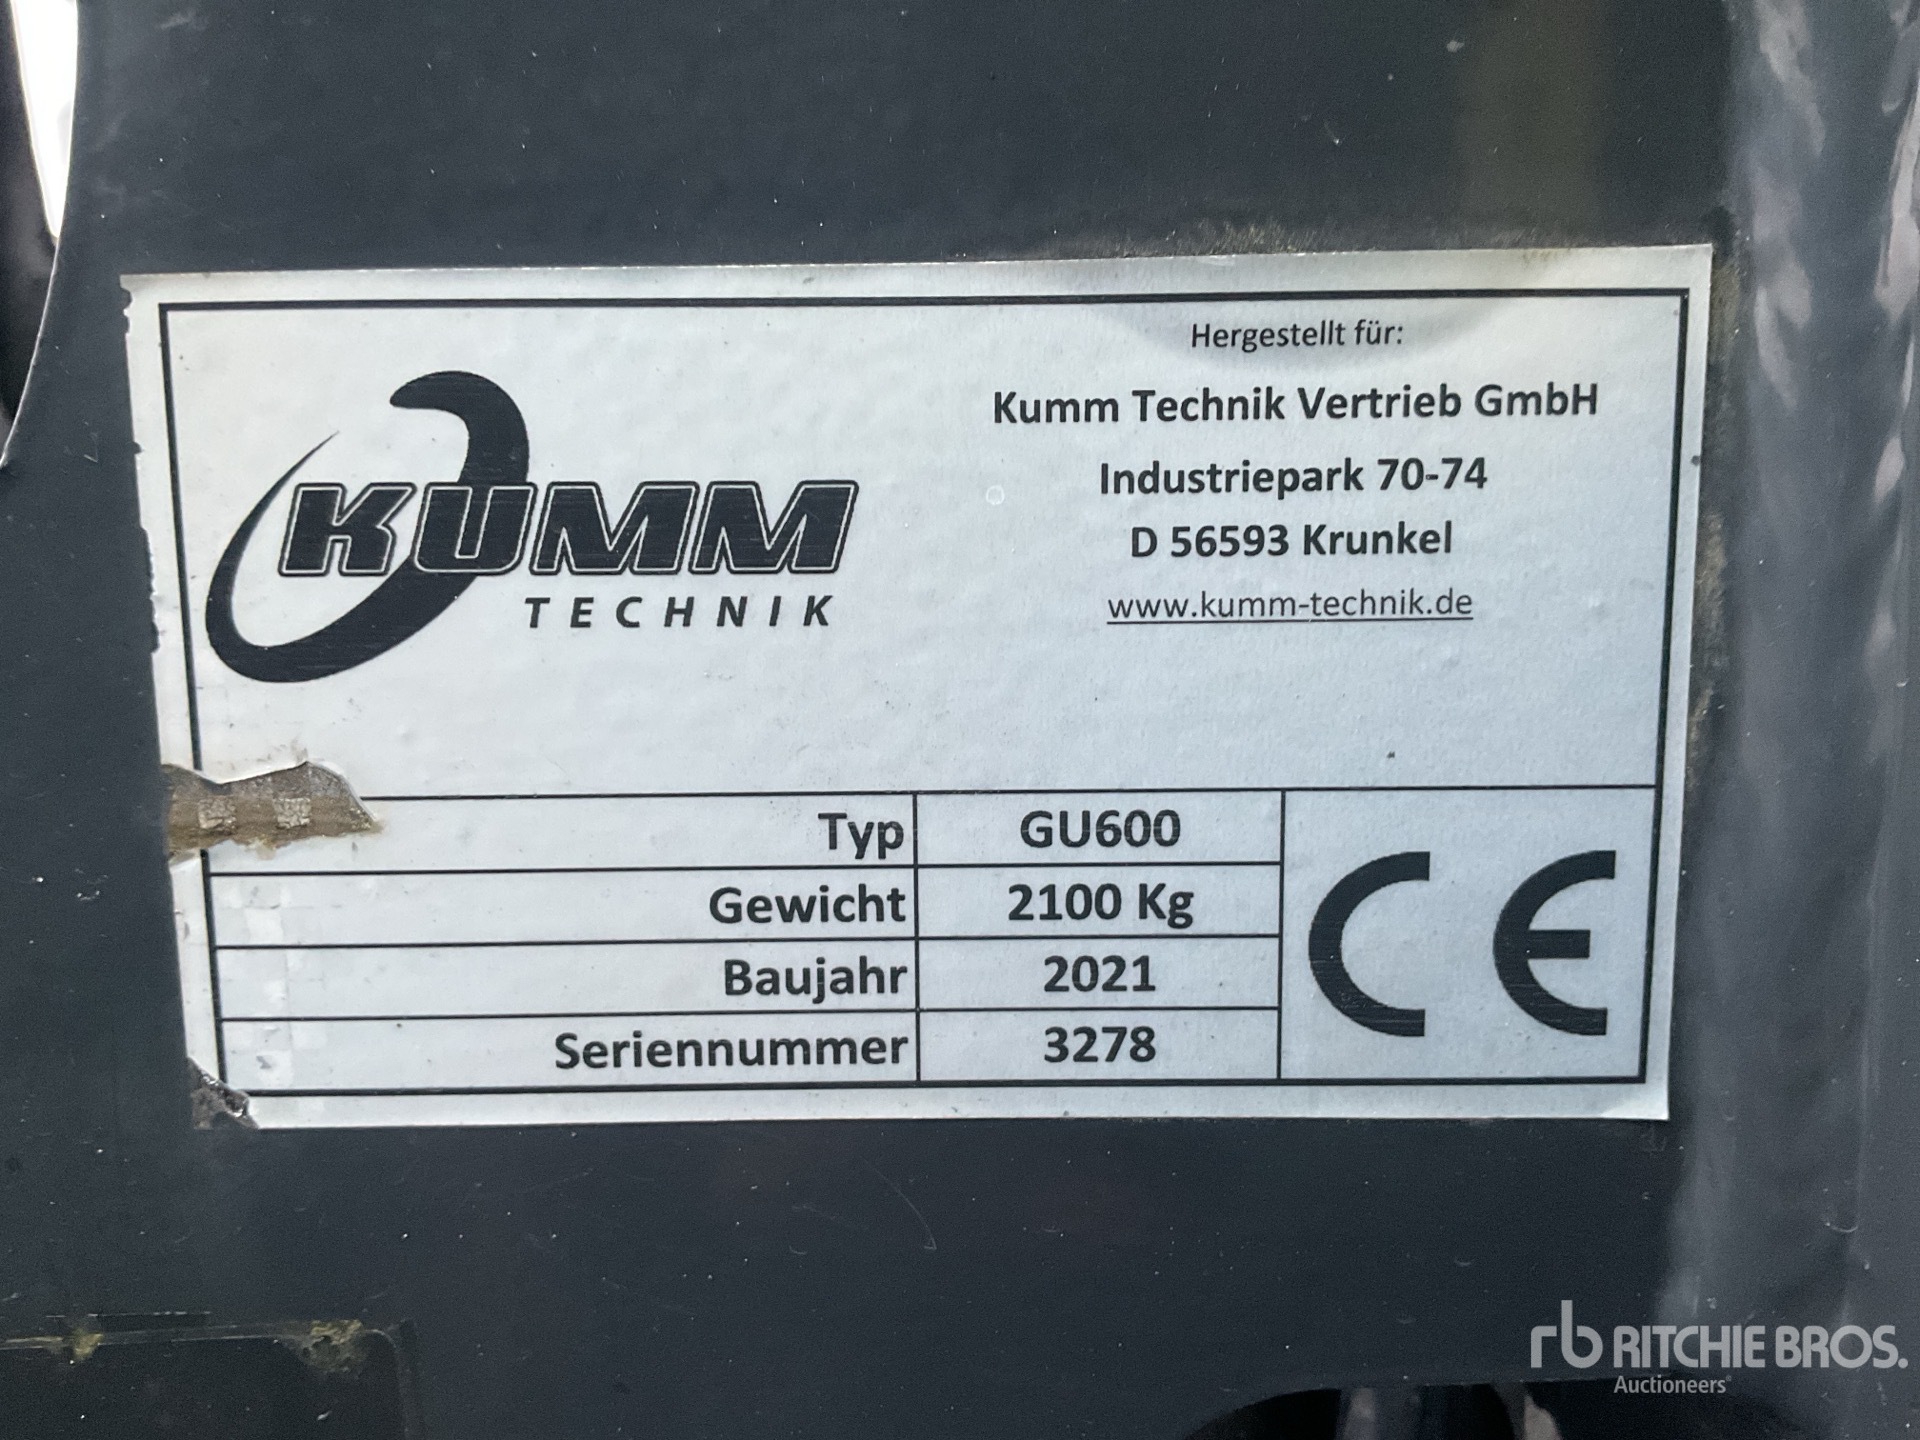 KUMM
TECHNIK
Hergestellt für:
Kumm Technik Vertrieb GmbH
Industriepark 70-74
D 56593 Krunkel
www.kumm-technik.de
Typ GU600
Gewicht 2100 Kg
Baujahr 2021
Seriennummer 3278
CE
rb RITCHIE BROS.
Auctioneers